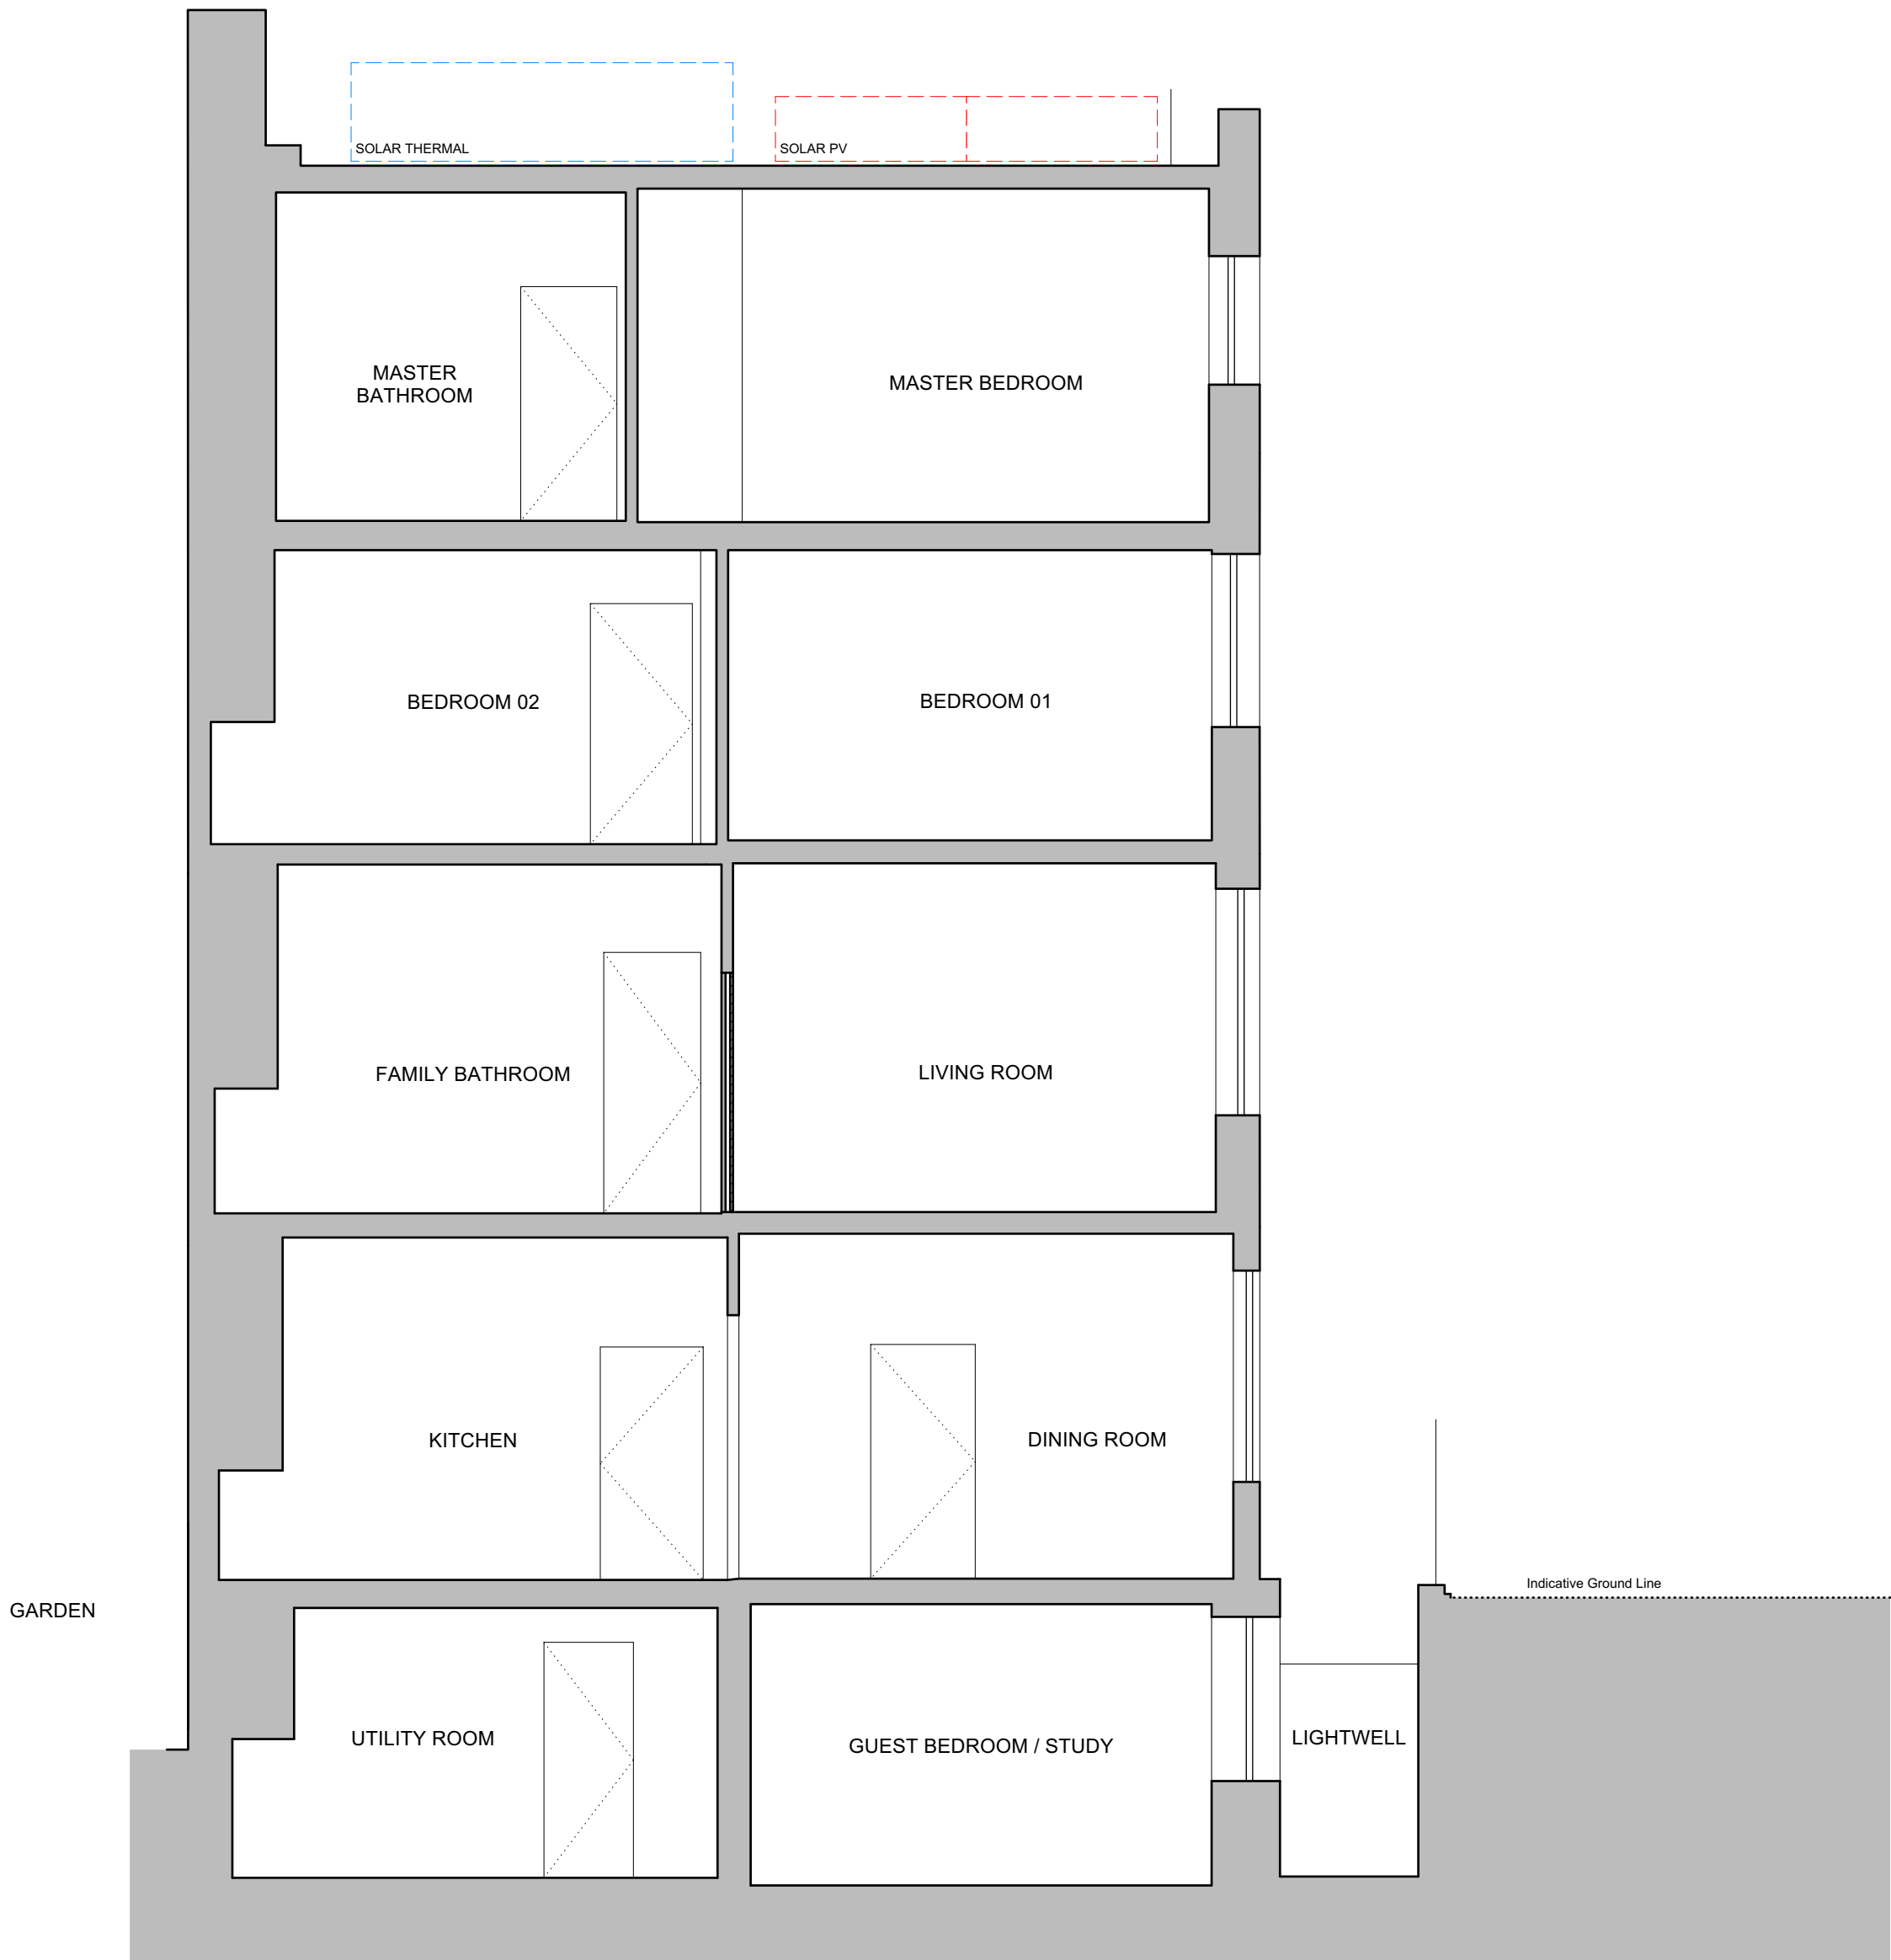 SOLAR THERMAL
SOLAR PV
MASTER
BATHROOM
MASTER BEDROOM
BEDROOM 02
BEDROOM 01
FAMILY BATHROOM
LIVING ROOM
KITCHEN
DINING ROOM
Indicative Ground Line
GARDEN
UTILITY ROOM
GUEST BEDROOM / STUDY
LIGHTWELL